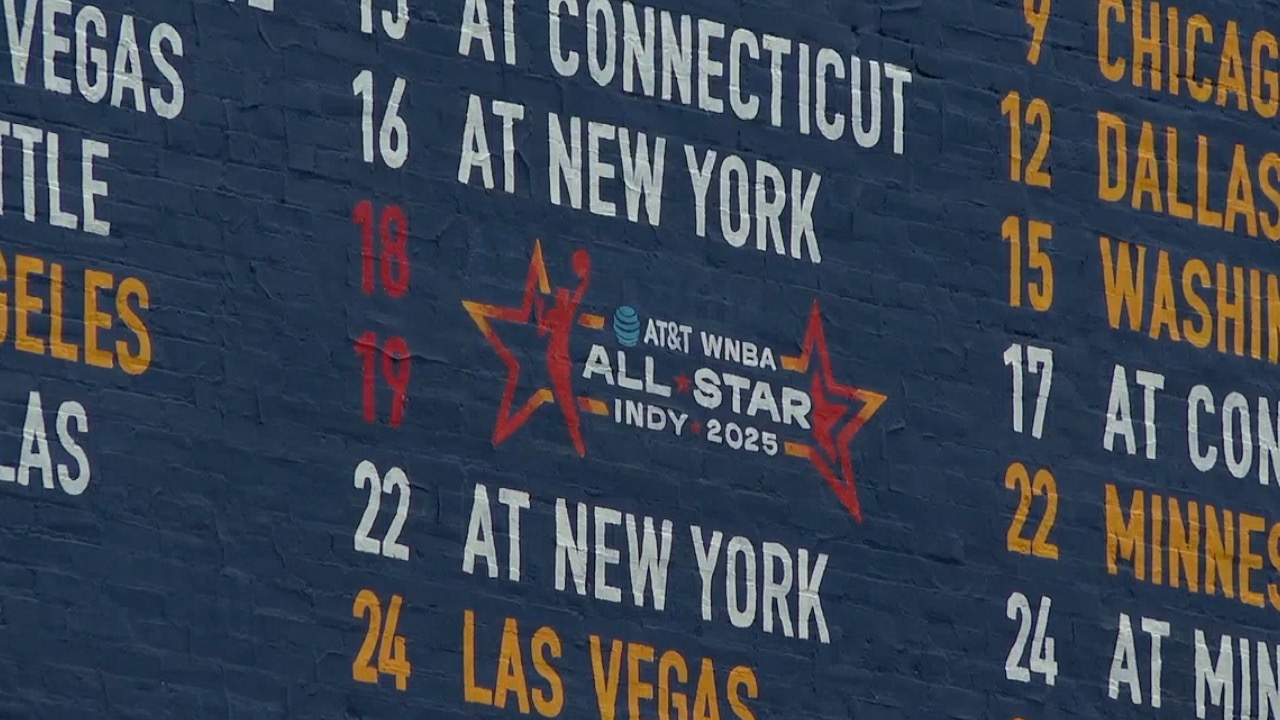 VEGAS
TTLE
GELES
LAS
15 AT CONNECTICUT
16 AT NEW YORK
18
19
AT&T WNBA
ALL STAR
INDY 2025
22 AT NEW YORK
24 LAS VEGAS
9 CHICAG
12 DALLAS
15 WASHIN
17 AT CON
22 MINNES
24 AT MIN